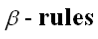 β - rules